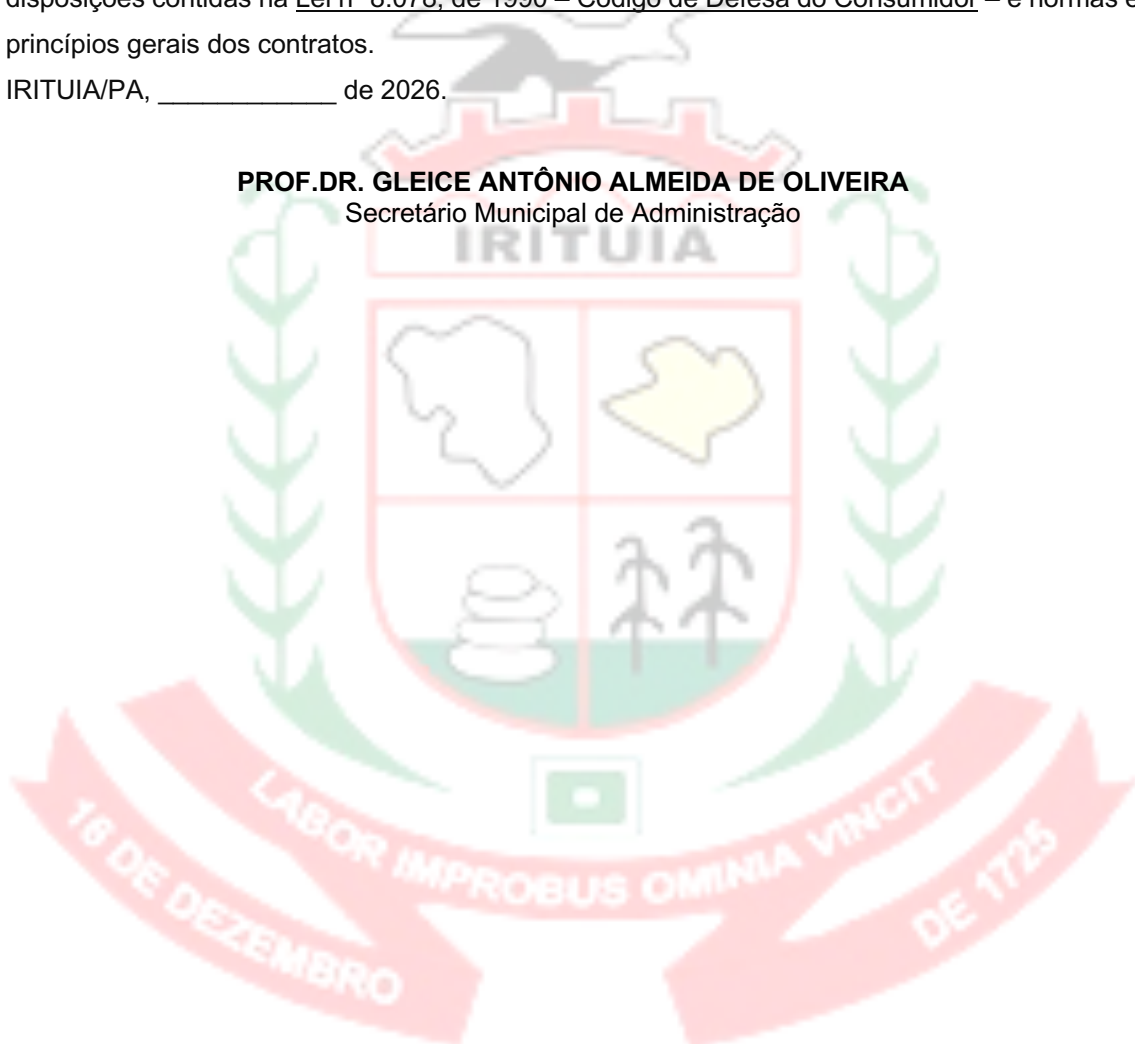 disposições contidas na Lei nº 8.078, de 1990 – Código de Defesa do Consumidor – e normas e
princípios gerais dos contratos.
IRITUIA/PA, ____________ de 2026.
PROF.DR. GLEICE ANTÔNIO ALMEIDA DE OLIVEIRA
Secretário Municipal de Administração
IRITUIA
LABOR IMPROBUS OMINIA VINCIT
16 DE DEZEMBRO
DE 1725